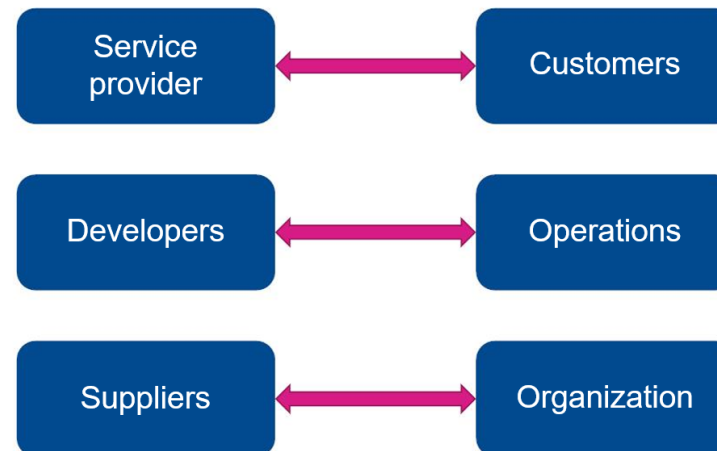 Service
provider
Customers
Developers
Operations
Suppliers
Organization